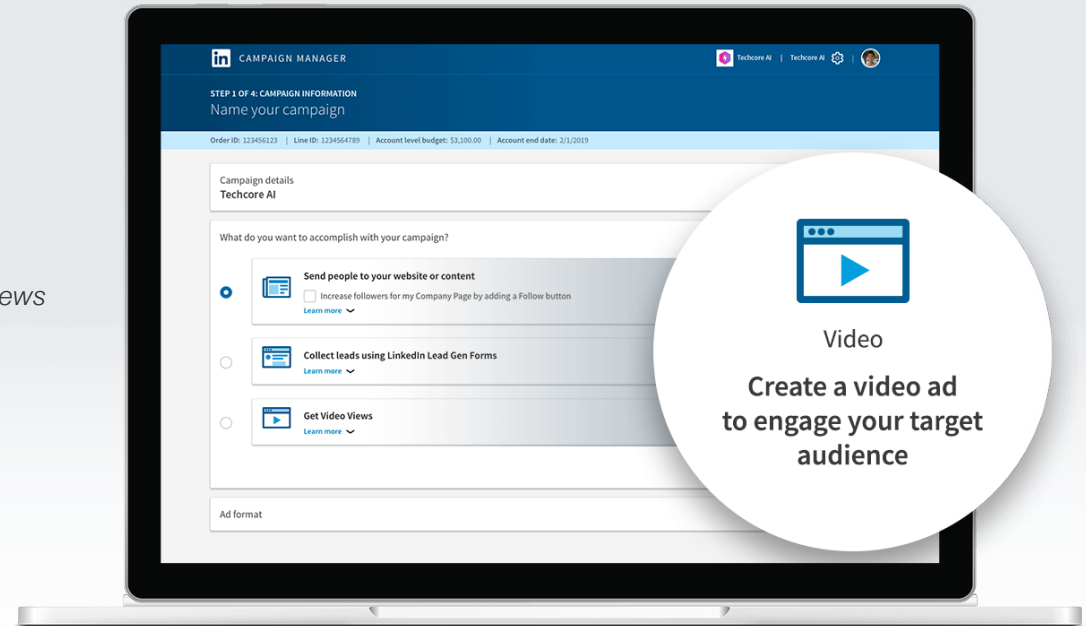 in CAMPAIGN MANAGER
Techcore AI | Techcore AI |
STEP 1 OF 4: CAMPAIGN INFORMATION
Name your campaign
Order ID: 123456123 | Line ID: 1234564789 | Account level budget: $3,100.00 | Account end date: 2/1/2019
Campaign details
Techcore AI
What do you want to accomplish with your campaign?
Send people to your website or content
Increase followers for my Company Page by adding a Follow button
Learn more
Collect leads using LinkedIn Lead Gen Forms
Learn more
Get Video Views
Learn more
Ad format
Video
Create a video ad
to engage your target
audience